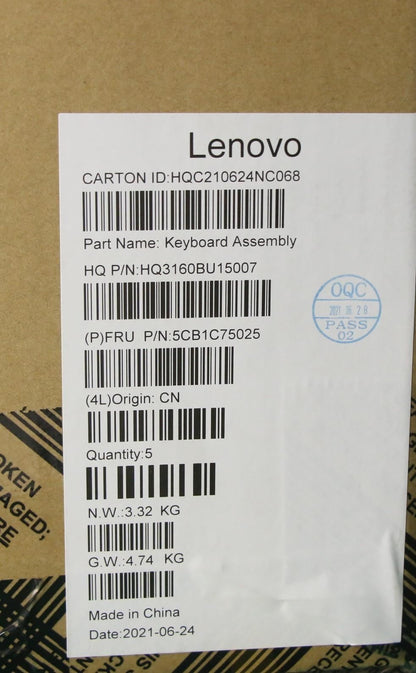 Lenovo
CARTON ID:HQC210624NC068
Part Name: Keyboard Assembly
HQ P/N:HQ3160BU15007
OQC
PASS
02
(P)FRU P/N:5CB1C75025
(4L)Origin: CN
Quantity:5
N.W.:3.32 KG
G.W.:4.74 KG
Made in China
Date:2021-06-24